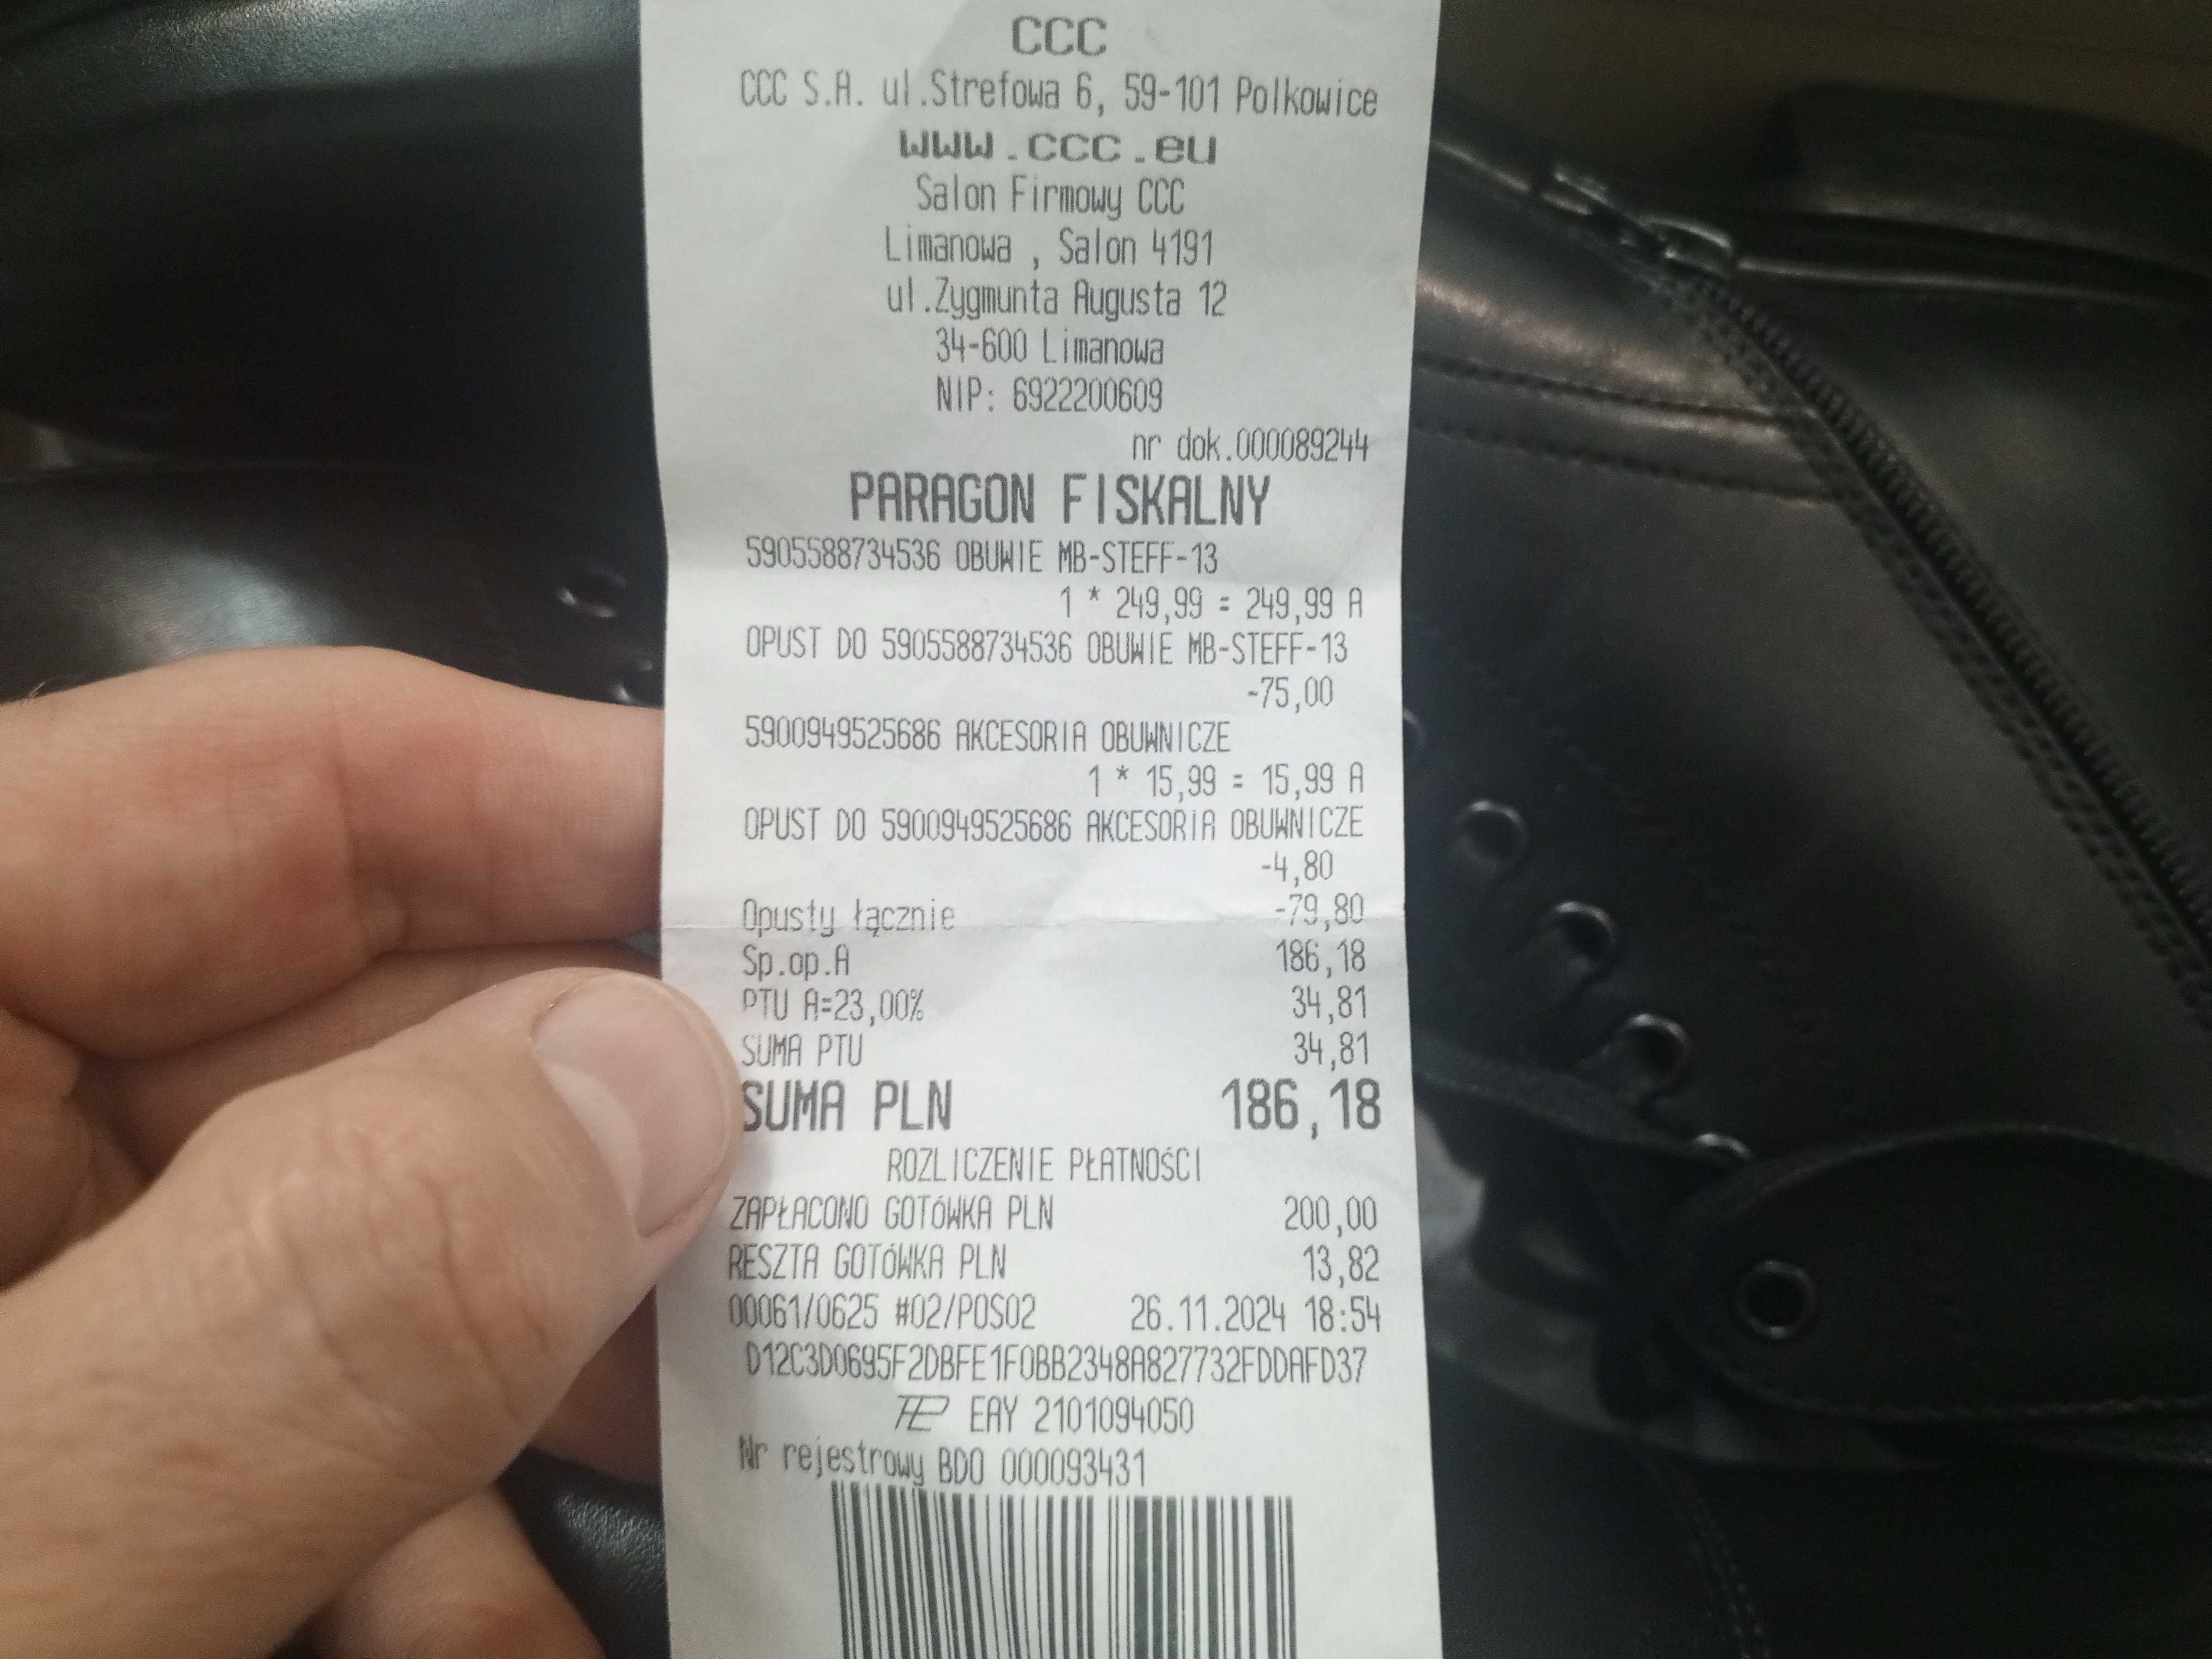 CCC
CCC S.A. ul.Strefowa 6, 59-101 Polkowice
www.ccc.eu
Salon Firmowy CCC
Limanowa , Salon 4191
ul.Zygmunta Augusta 12
34-600 Limanowa
NIP: 6922200609
nr dok.000089244
PARAGON FISKALNY
5905588734536 OBUWIE MB-STEFF-13
1 * 249,99 = 249,99 A
OPUST DO 5905588734536 OBUWIE MB-STEFF-13
-75,00
5900949525686 AKCESORIA OBUWNICZE
1 * 15,99 = 15,99 A
OPUST DO 5900949525686 AKCESORIA OBUWNICZE
-4,80
Opusty łącznie -79,80
Sp.op.A 186,18
PTU A=23,00% 34,81
SUMA PTU 34,81
SUMA PLN 186,18
ROZLICZENIE PŁATNOŚCI
ZAPŁACONO GOTÓWKA PLN 200,00
RESZTA GOTÓWKA PLN 13,82
00061/0625 #02/POS02 26.11.2024 18:54
D12C3D0695F2DBFE1F0BB2348A827732FDDAFD37
EAY 2101094050
Nr rejestrowy BDO 000093431